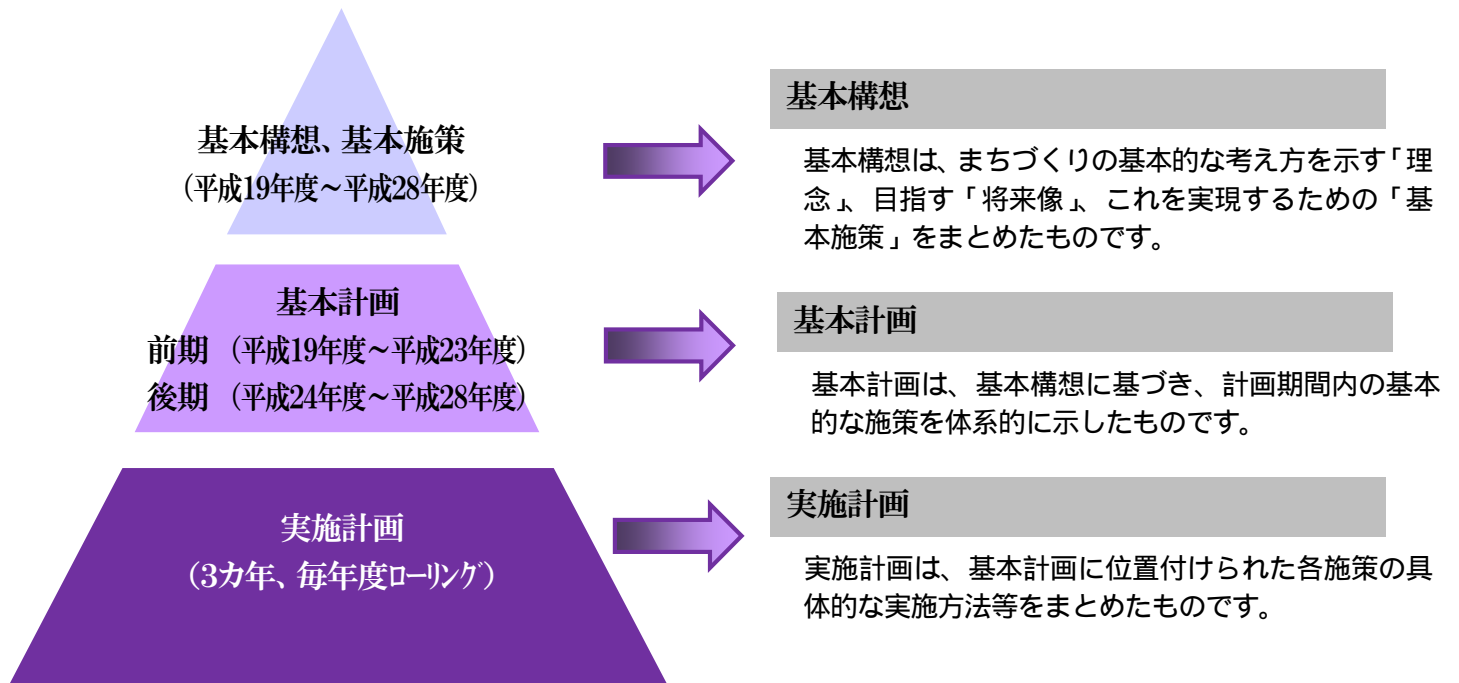 基本構想、基本施策
（平成19年度～平成28年度）
基本構想
基本構想は、まちづくりの基本的な考え方を示す「理
念」、目指す「将来像」、これを実現するための「基
本施策」をまとめたものです。
基本計画
前期 （平成19年度～平成23年度）
後期 （平成24年度～平成28年度）
基本計画
基本計画は、基本構想に基づき、計画期間内の基本
的な施策を体系的に示したものです。
実施計画
（3カ年、毎年度ﾛｰﾘﾝｸﾞ）
実施計画
実施計画は、基本計画に位置付けられた各施策の具
体的な実施方法等をまとめたものです。